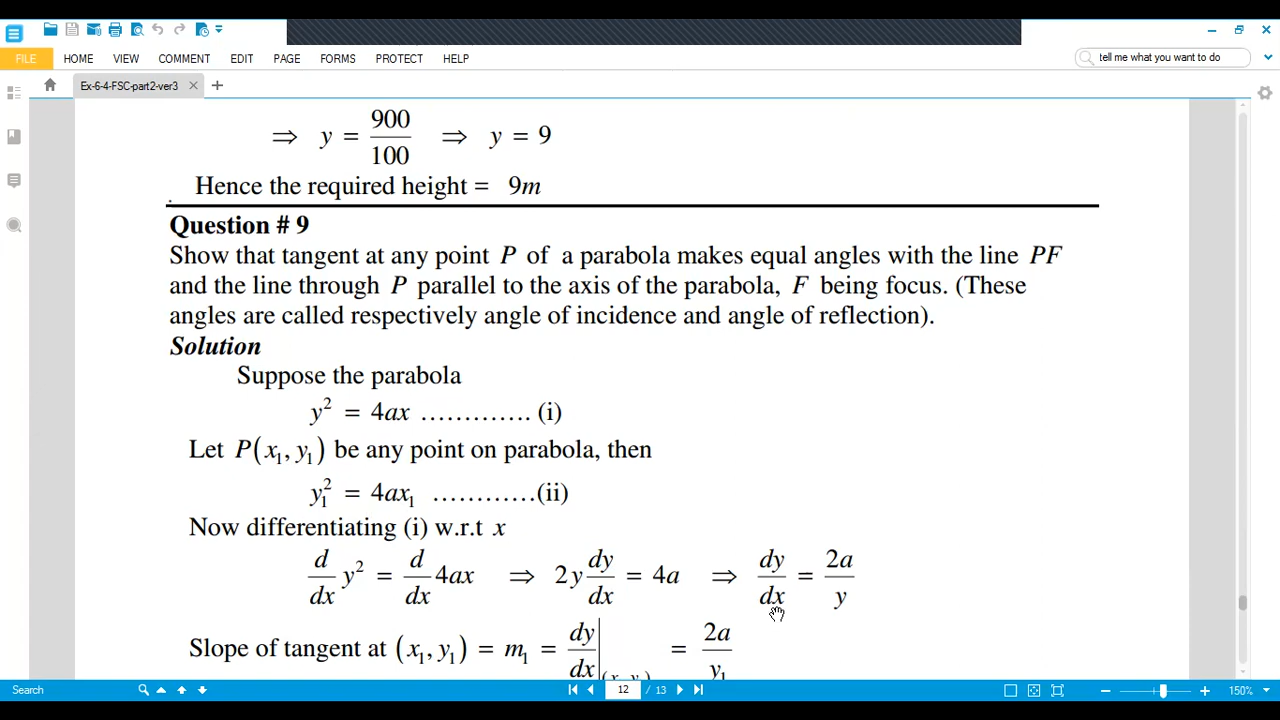 FILE HOME VIEW COMMENT EDIT PAGE FORMS PROTECT HELP tell me what you want to do
Ex-6-4-FSC-part2-ver3
⇒ y = 900/100 ⇒ y = 9
Hence the required height = 9m
Question # 9
Show that tangent at any point P of a parabola makes equal angles with the line PF
and the line through P parallel to the axis of the parabola, F being focus. (These
angles are called respectively angle of incidence and angle of reflection).
Solution
Suppose the parabola
y² = 4ax …………. (i)
Let P(x₁, y₁) be any point on parabola, then
y₁² = 4ax₁ …………(ii)
Now differentiating (i) w.r.t x
d/dx y² = d/dx 4ax ⇒ 2y dy/dx = 4a ⇒ dy/dx = 2a/y
Slope of tangent at (x₁, y₁) = m₁ = dy/dx|(x, y) = 2a/y₁
Search 12 / 13 150%